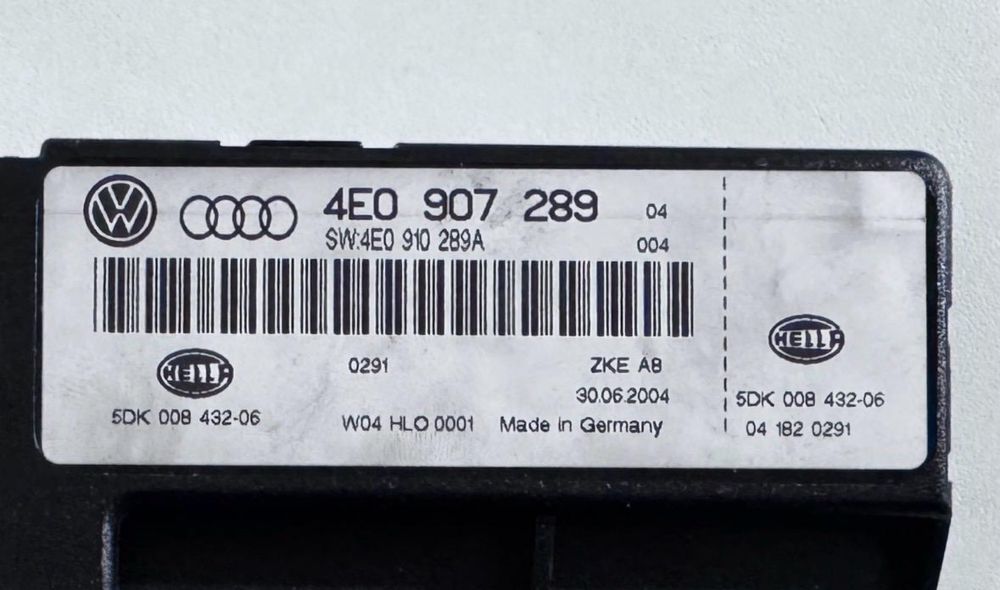 4E0 907 289 04
SW:4E0 910 289A 004
0291 ZKE A8
30.06.2004
HELLA
5DK 008 432-06
W04 HLO 0001 Made in Germany
HELLA
5DK 008 432-06
04 182 0291